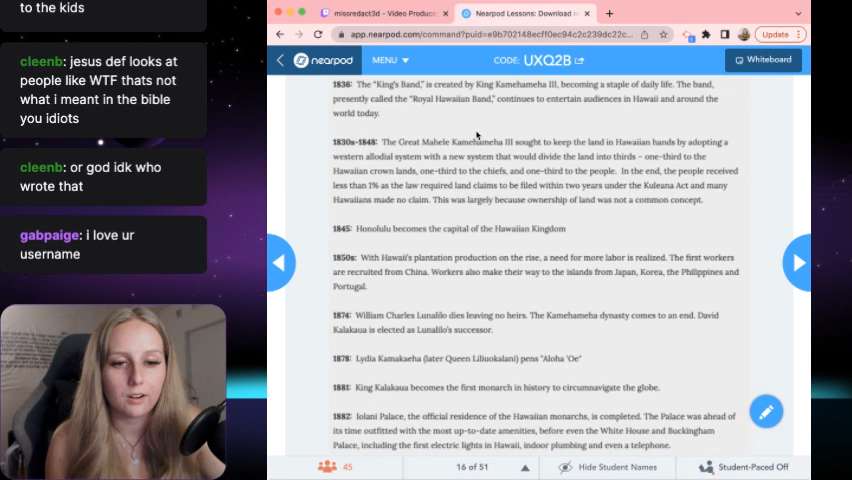 to the kids
cleenb: jesus def looks at
people like WTF thats not
what i meant in the bible
you idiots
cleenb: or god idk who
wrote that
gabpaige: i love ur
username
missredact3d - Video Produce
Nearpod Lessons: Download r
app.nearpod.com/command?puid=e9b702148ecff0ec94c2c239dc22c...
Update
nearpod
MENU
CODE: UXQ2B
Whiteboard
1836: The "King's Band," is created by King Kamehameha III, becoming a staple of daily life. The band,
presently called the "Royal Hawaiian Band," continues to entertain audiences in Hawaii and around the
world today.
1830s-1848: The Great Mahele Kamehameha III sought to keep the land in Hawaiian hands by adopting a
western allodial system with a new system that would divide the land into thirds – one-third to the
Hawaiian crown lands, one-third to the chiefs, and one-third to the people. In the end, the people received
less than 1% as the law required land claims to be filed within two years under the Kuleana Act and many
Hawaiians made no claim. This was largely because ownership of land was not a common concept.
1845: Honolulu becomes the capital of the Hawaiian Kingdom
1850s: With Hawaii's plantation production on the rise, a need for more labor is realized. The first workers
are recruited from China. Workers also make their way to the islands from Japan, Korea, the Philippines and
Portugal.
1874: William Charles Lunalilo dies leaving no heirs. The Kamehameha dynasty comes to an end. David
Kalakaua is elected as Lunalilo's successor.
1878: Lydia Kamakaeha (later Queen Liliuokalani) pens "Aloha 'Oe"
1881: King Kalakaua becomes the first monarch in history to circumnavigate the globe.
1882: Iolani Palace, the official residence of the Hawaiian monarchs, is completed. The Palace was ahead of
its time outfitted with the most up-to-date amenities, before even the White House and Buckingham
Palace, including the first electric lights in Hawaii, indoor plumbing and even a telephone.
45
16 of 51
Hide Student Names
Student-Paced Off